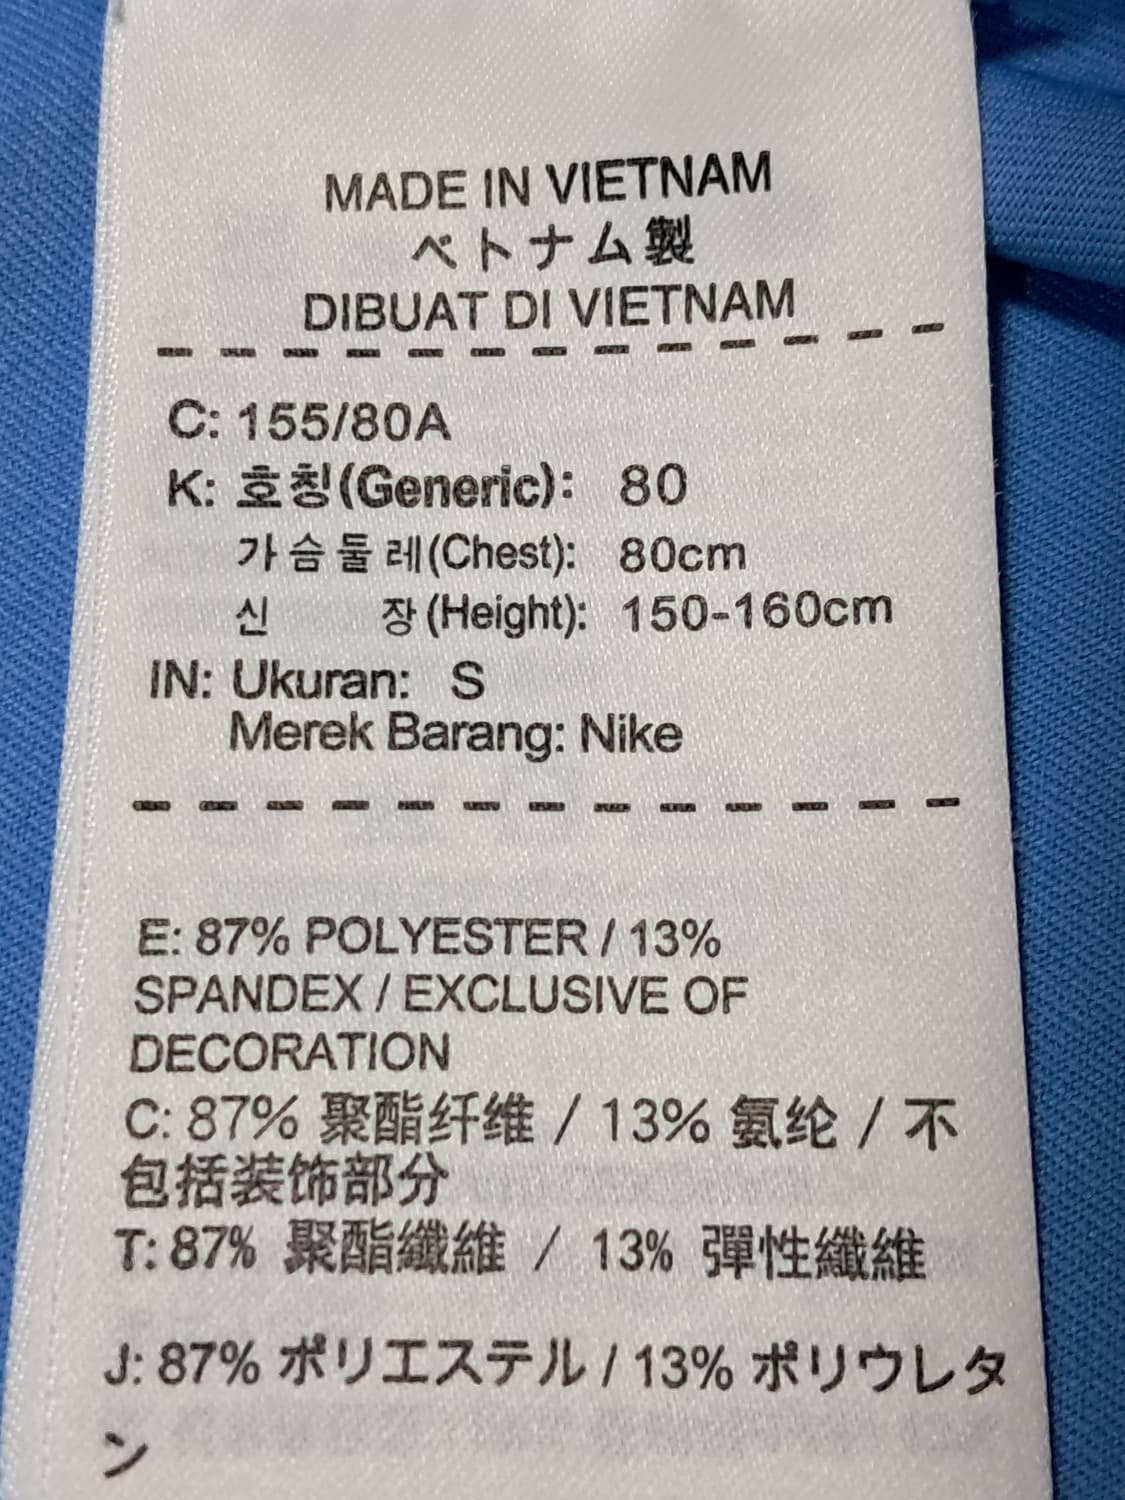 MADE IN VIETNAM
ベトナム製
DIBUAT DI VIETNAM
C: 155/80A
K: 호칭(Generic): 80
가슴둘레(Chest): 80cm
신 장(Height): 150-160cm
IN: Ukuran: S
Merek Barang: Nike
E: 87% POLYESTER / 13%
SPANDEX / EXCLUSIVE OF
DECORATION
C: 87% 聚酯纤维 / 13% 氨纶 / 不
包括装饰部分
T: 87% 聚酯纖維 / 13% 彈性纖維
J: 87% ポリエステル / 13% ポリウレタ
ン